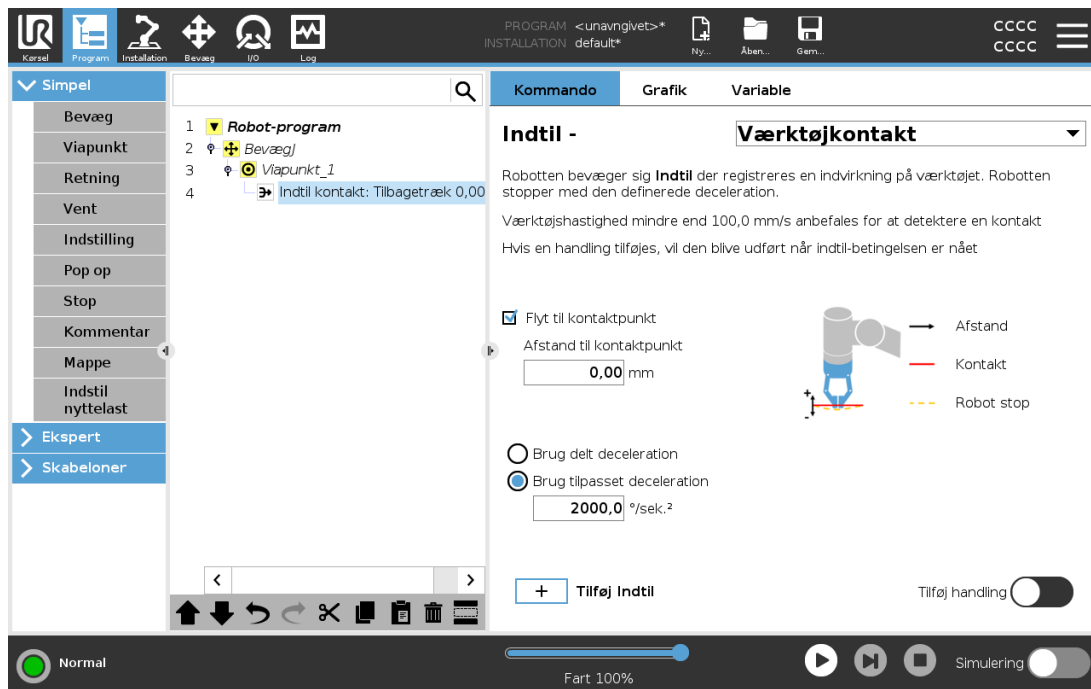 UR
Kørsel
Program
Installation
Bevæg
I/O
Log
PROGRAM <unavngivet>*
INSTALLATION default*
Ny...
Åben...
Gem...
CCCC
CCCC
Simpel
Bevæg
Viapunkt
Retning
Vent
Indstilling
Pop op
Stop
Kommentar
Mappe
Indstil
nyttelast
Ekspert
Skabeloner
1 Robot-program
2 BevægJ
3 Viapunkt_1
4 Indtil kontakt: Tilbagetræk 0,00
Kommando
Grafik
Variable
Indtil -
Værktøjkontakt
Robotten bevæger sig Indtil der registreres en indvirkning på værktøjet. Robotten
stopper med den definerede deceleration.
Værktøjshastighed mindre end 100,0 mm/s anbefales for at detektere en kontakt
Hvis en handling tilføjes, vil den blive udført når indtil-betingelsen er nået
Flyt til kontaktpunkt
Afstand til kontaktpunkt
0,00 mm
+
-
Afstand
Kontakt
Robot stop
Brug delt deceleration
Brug tilpasset deceleration
2000,0 °/sek.²
+ Tilføj Indtil
Tilføj handling
Normal
Fart 100%
Simulering